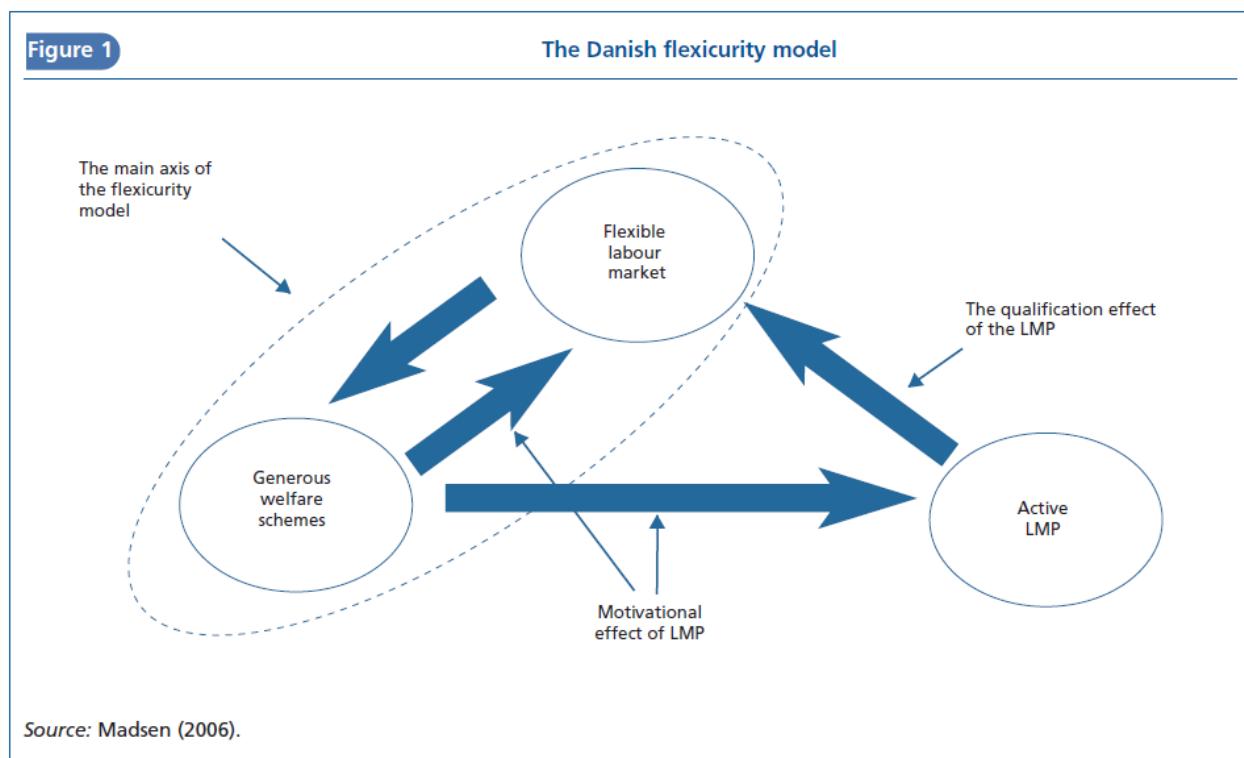 Figure 1
The Danish flexicurity model
The main axis of
the flexicurity
model
Flexible
labour
market
The qualification effect
of the LMP
Generous
welfare
schemes
Active
LMP
Motivational
effect of LMP
Source: Madsen (2006).